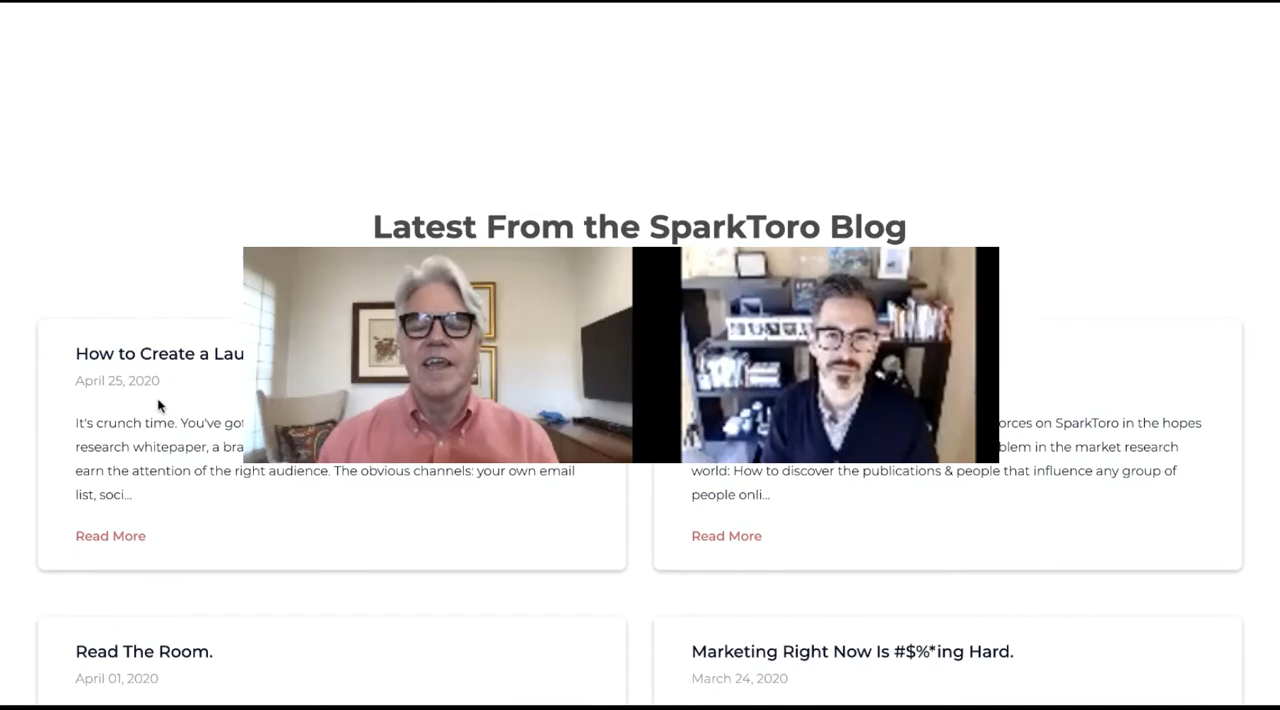 Latest From the SparkToro Blog
How to Create a Lau
April 25, 2020
It's crunch time. You've got
research whitepaper, a bra
earn the attention of the right audience. The obvious channels: your own email
list, soci...
Read More
orces on SparkToro in the hopes
blem in the market research
world: How to discover the publications & people that influence any group of
people onli...
Read More
Read The Room.
April 01, 2020
Marketing Right Now Is #$%*ing Hard.
March 24, 2020